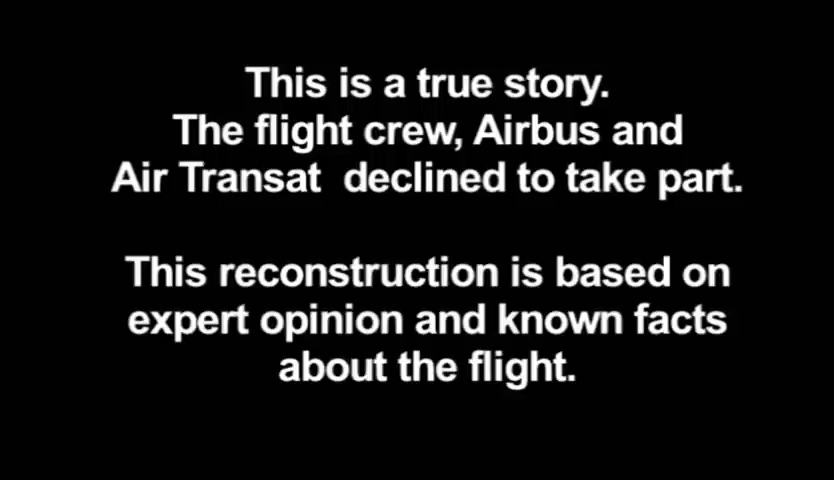 This is a true story.
The flight crew, Airbus and
Air Transat  declined to take part.
This reconstruction is based on
expert opinion and known facts
about the flight.